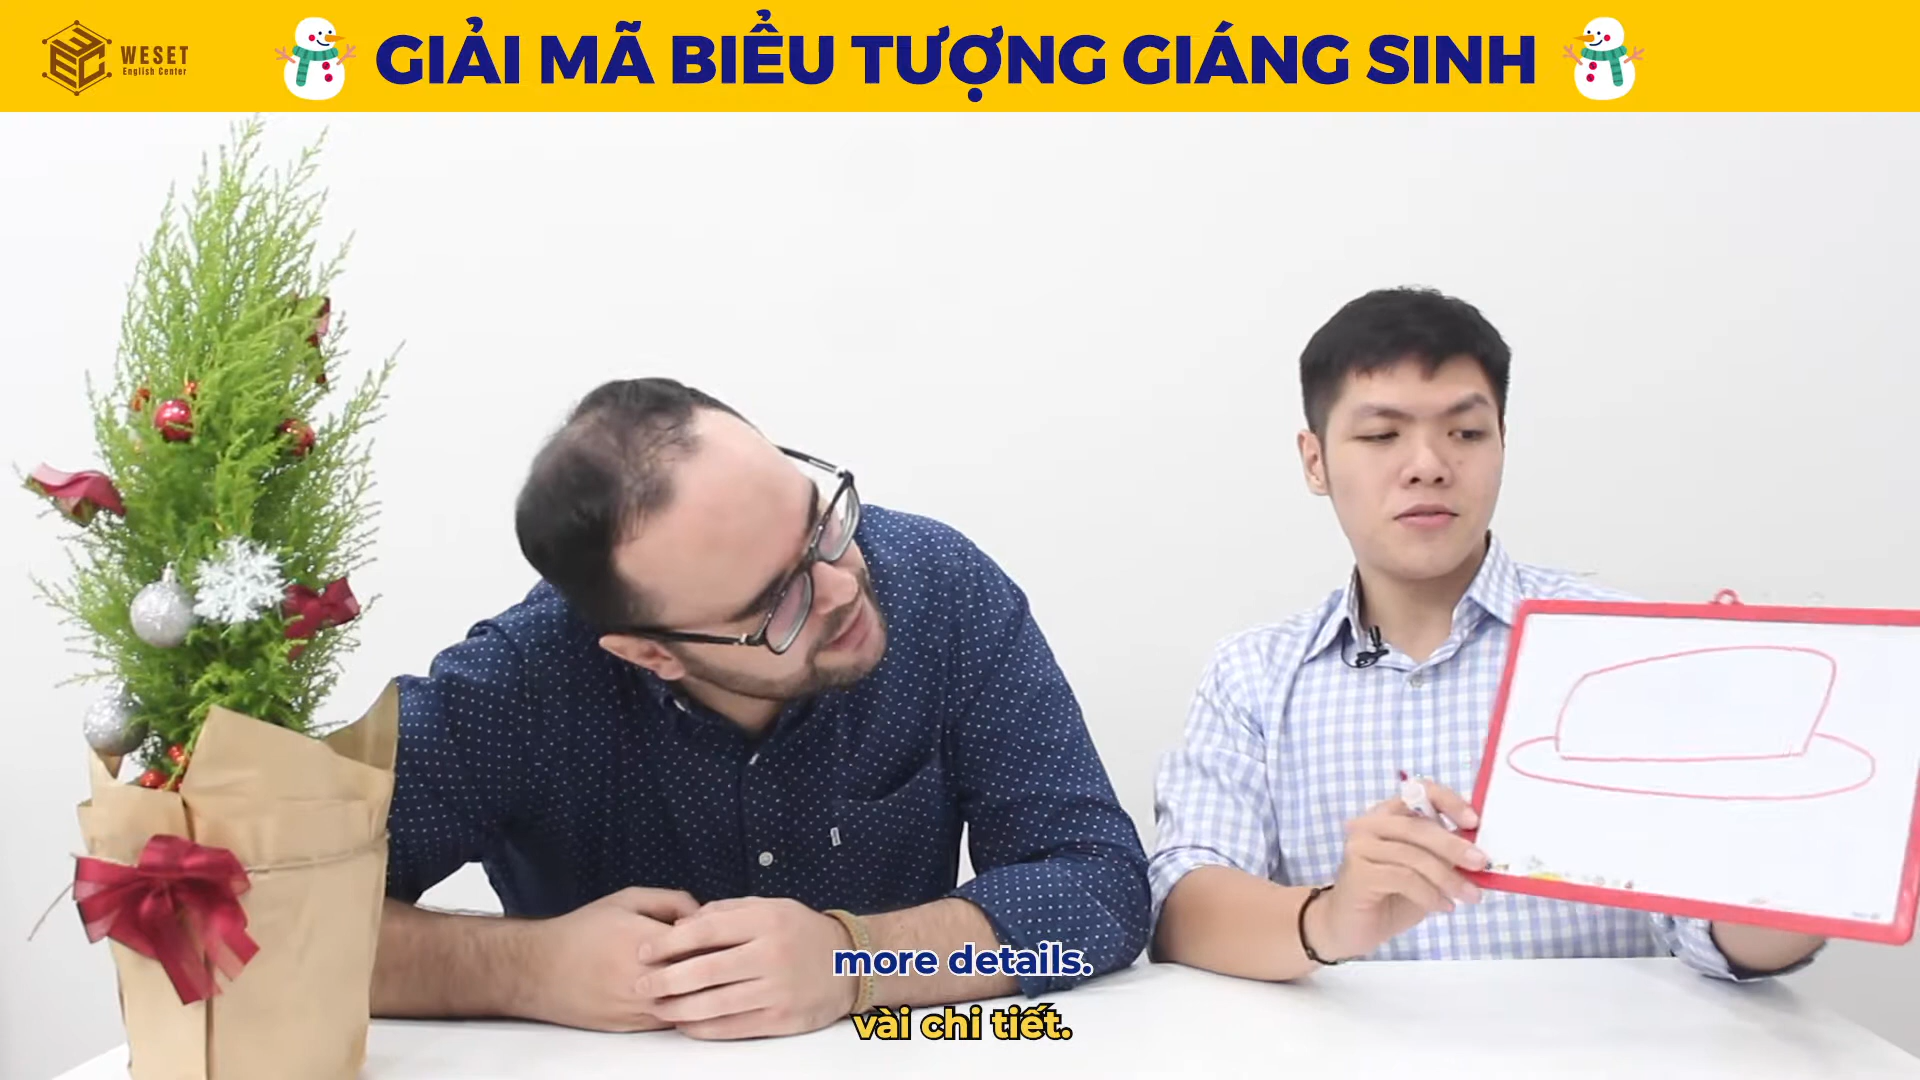 WESET
English Center
GIẢI MÃ BIỂU TƯỢNG GIÁNG SINH
more details.
vài chi tiết.